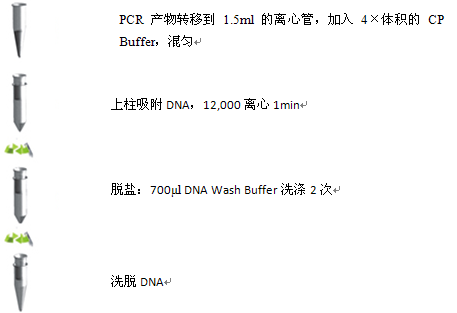 PCR 产物转移到 1.5ml 的离心管，加入 4×体积的 CP
Buffer，混匀↵
上柱吸附 DNA，12,000 离心 1min↵
脱盐：700μl DNA Wash Buffer 洗涤 2 次↵
洗脱 DNA↵